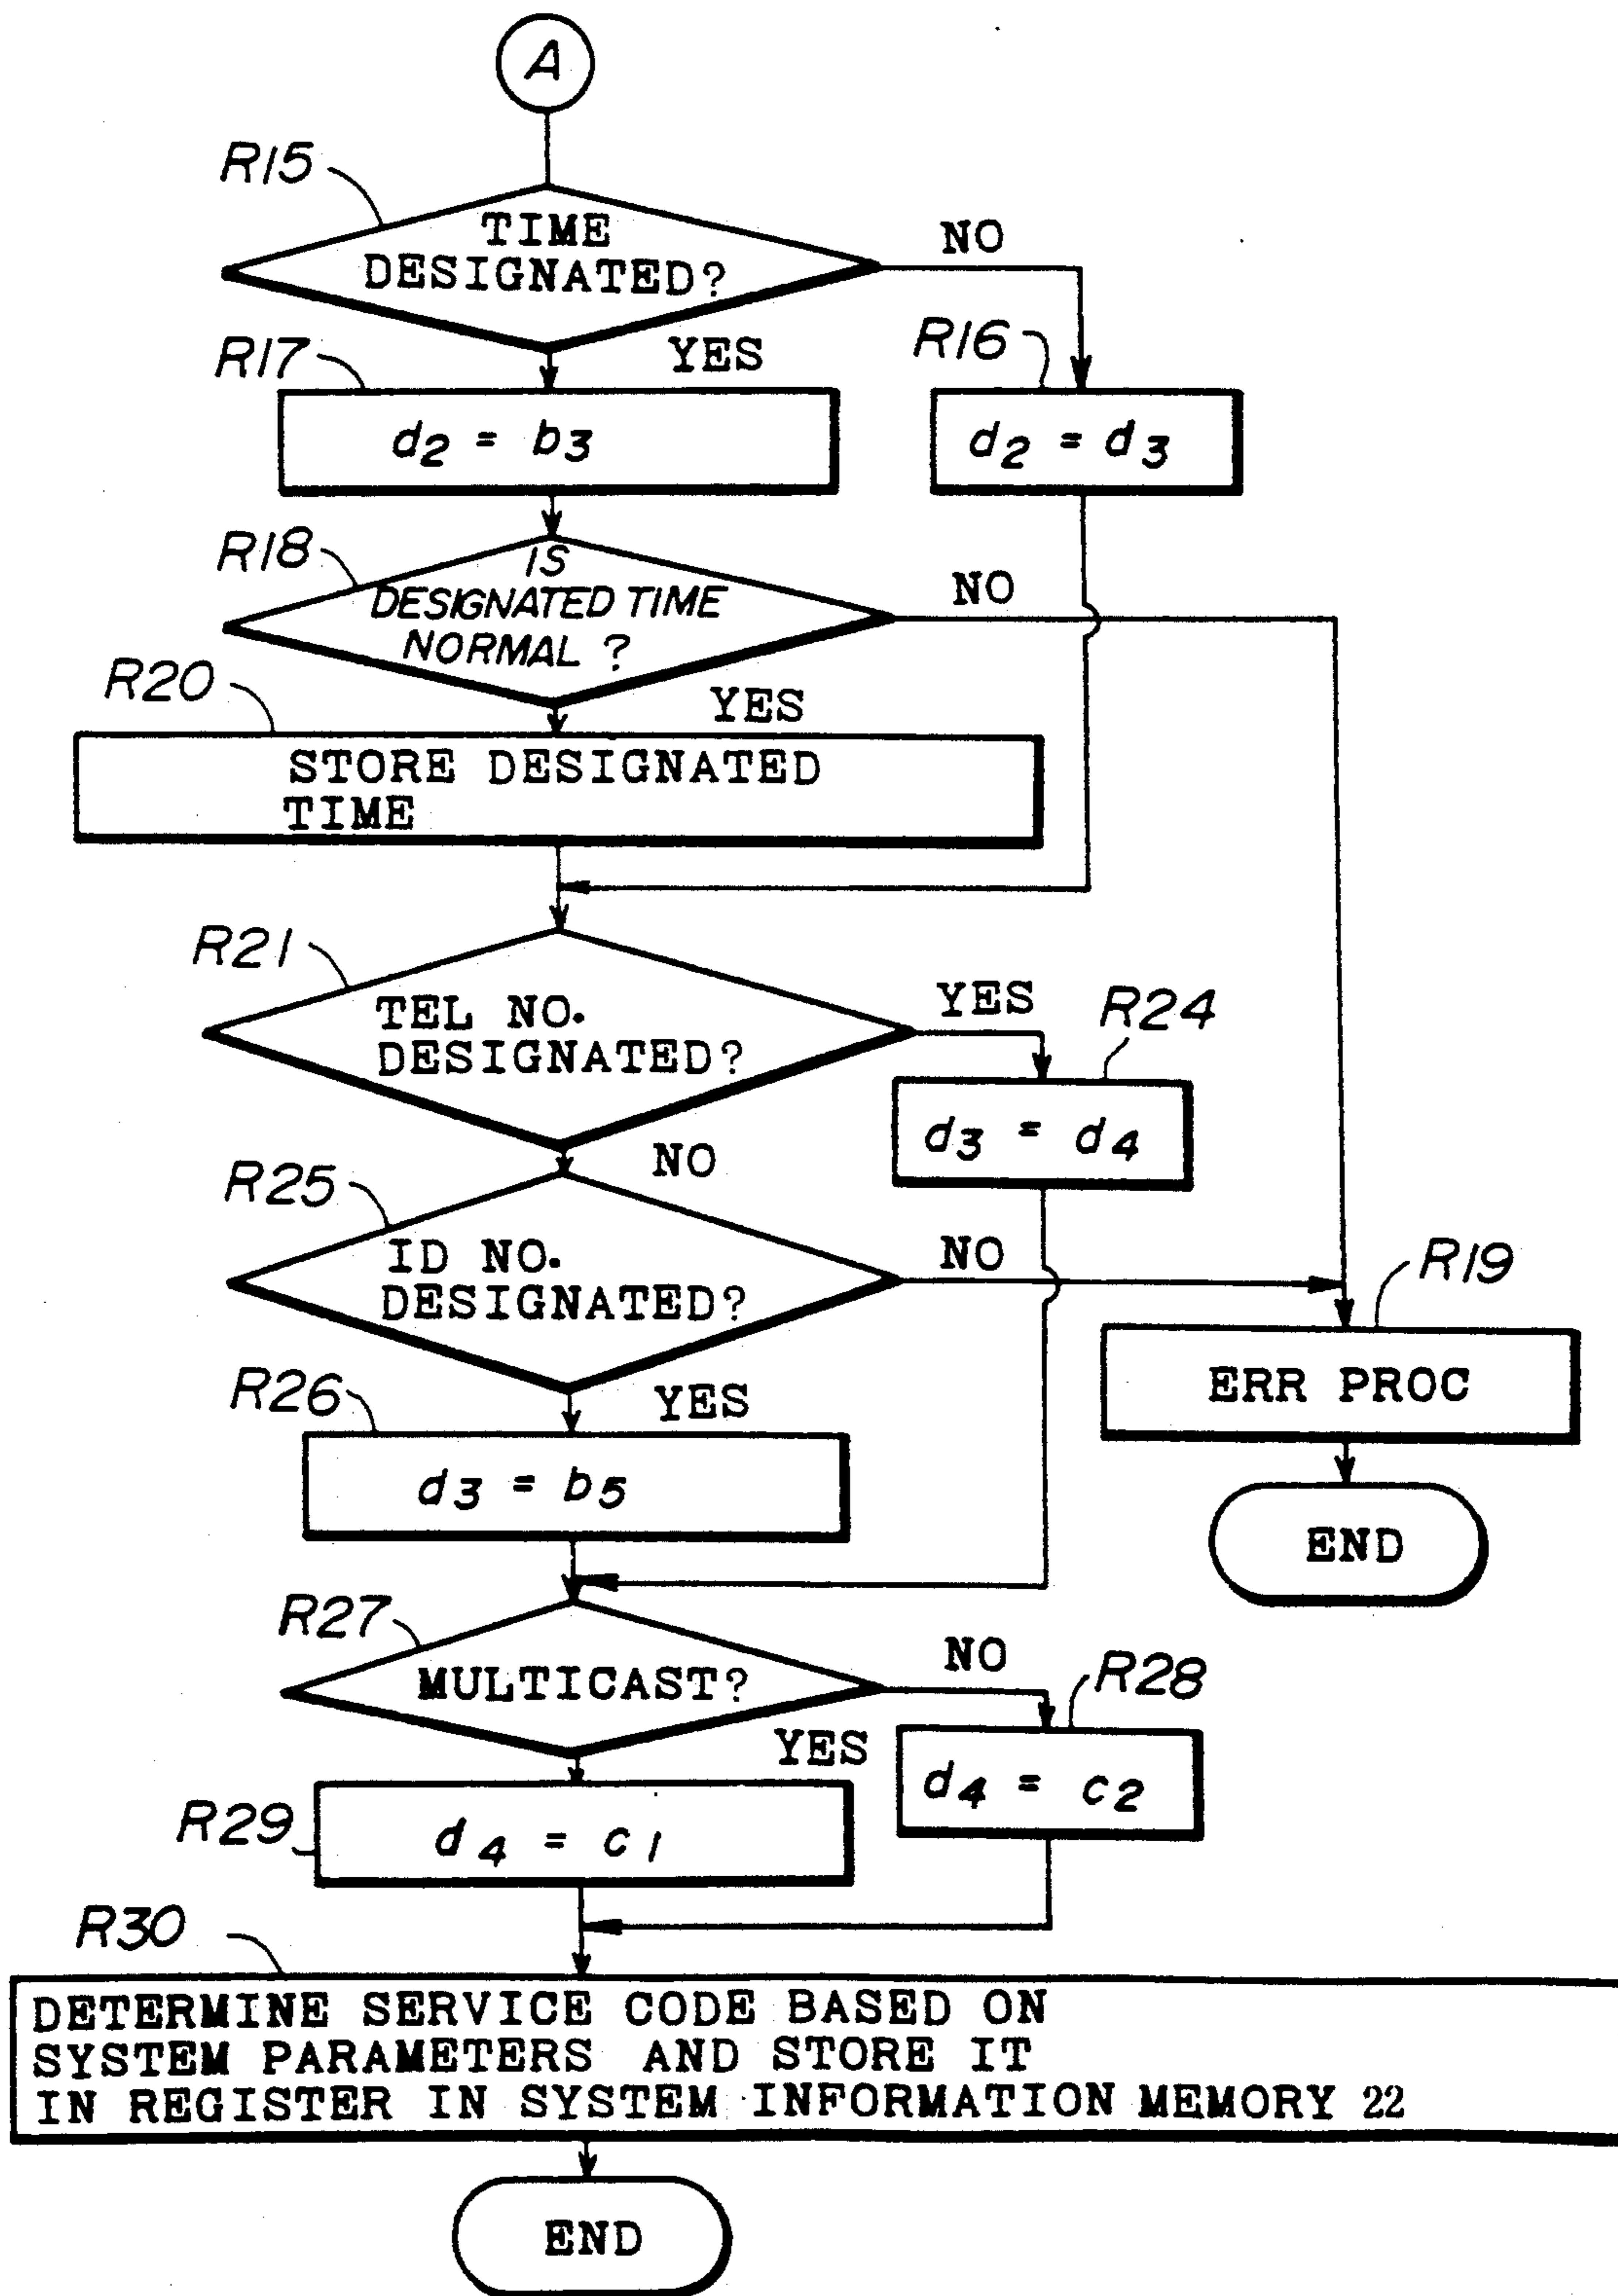 A
R15
TIME
DESIGNATED?
NO
R17
YES
R16
d2 = b3
d2 = d3
R18
IS
DESIGNATED TIME
NORMAL ?
NO
R20
YES
STORE DESIGNATED
TIME
R21
TEL NO.
DESIGNATED?
YES
R24
d3 = d4
NO
R25
ID NO.
DESIGNATED?
NO
R19
ERR PROC
R26
YES
d3 = b5
END
R27
MULTICAST?
NO
R28
YES
d4 = c2
R29
d4 = c1
R30
DETERMINE SERVICE CODE BASED ON
SYSTEM PARAMETERS AND STORE IT
IN REGISTER IN SYSTEM INFORMATION MEMORY 22
END